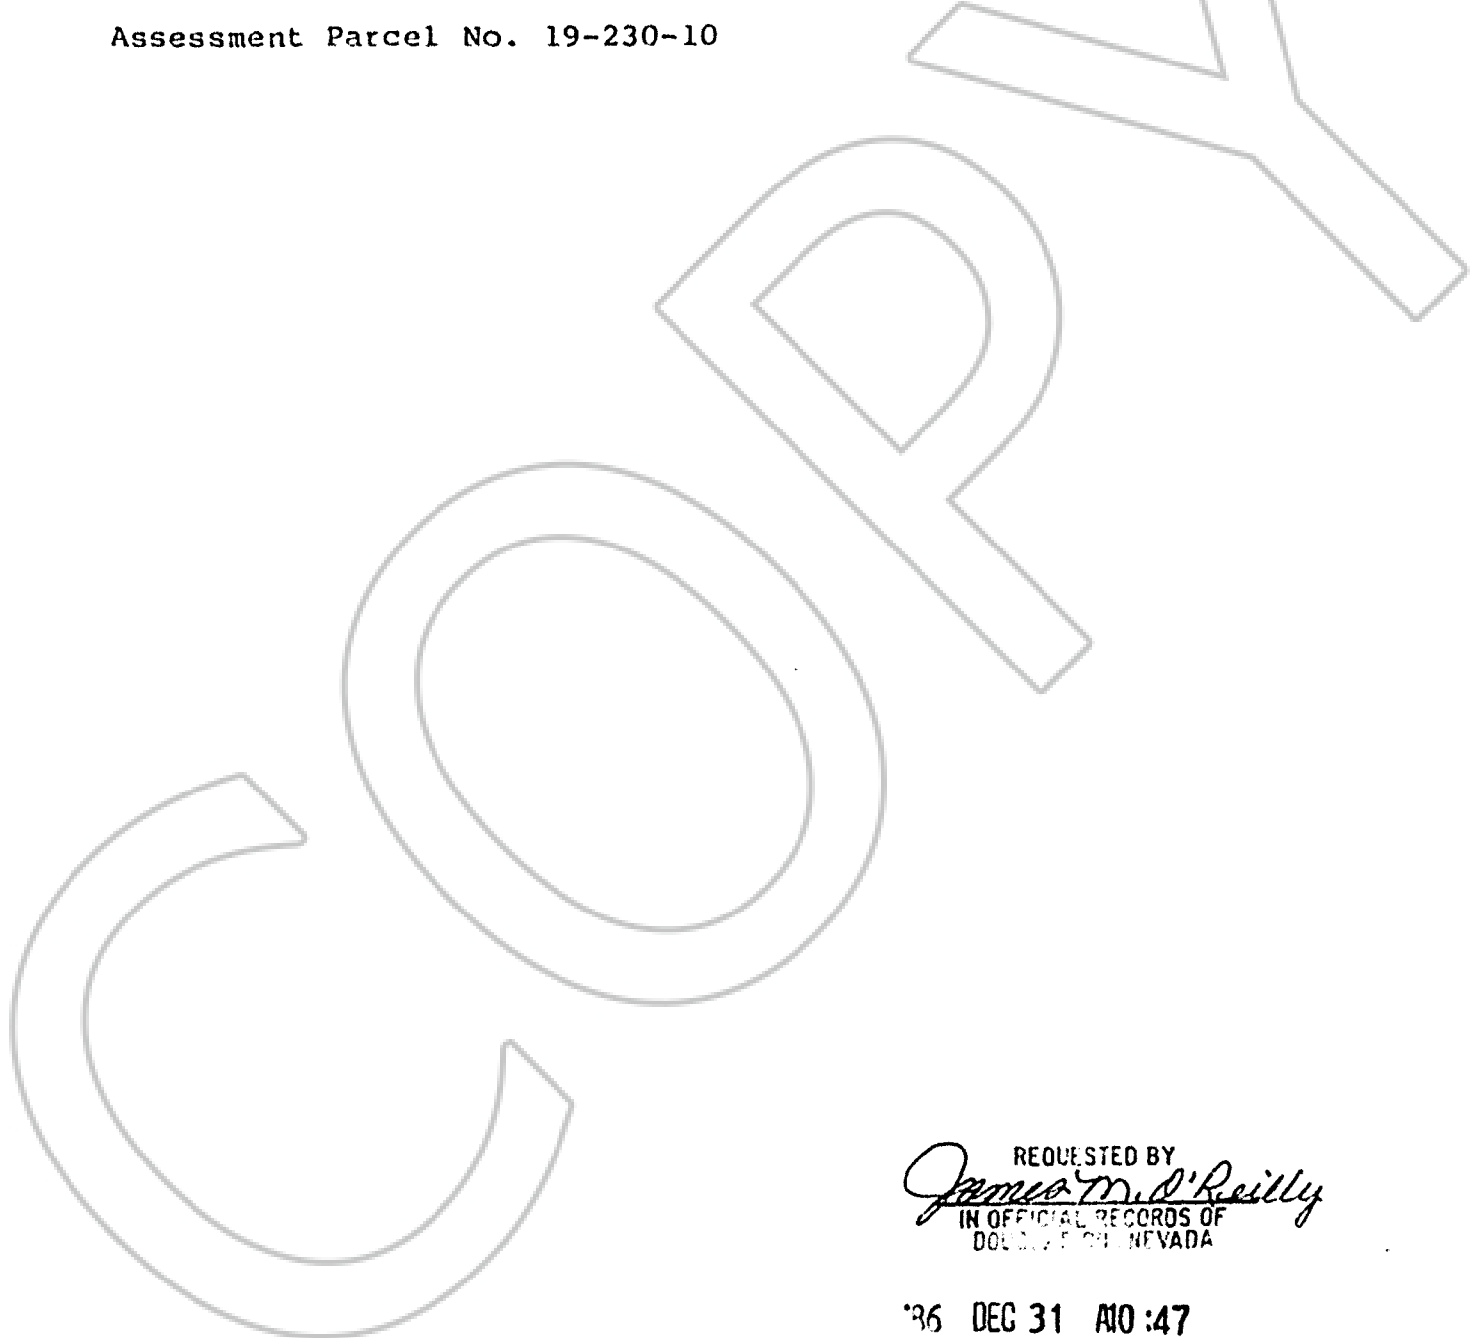 Assessment Parcel No. 19-230-10
COPY
REQUESTED BY
James M. O'Reilly
IN OFFICIAL RECORDS OF
NEVADA
'86 DEC 31 A10:47